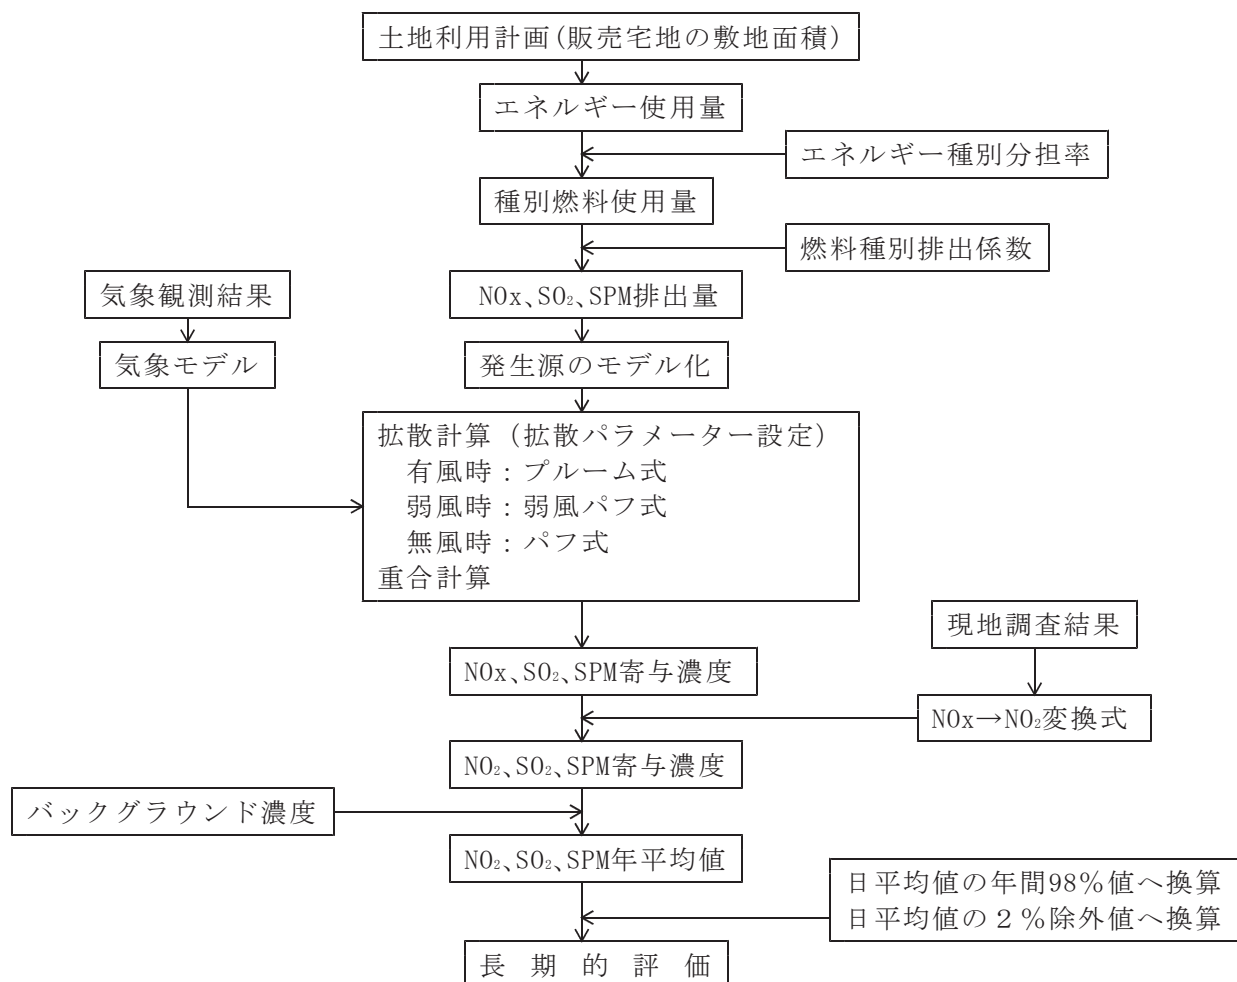 土地利用計画(販売宅地の敷地面積)
エネルギー使用量
エネルギー種別分担率
種別燃料使用量
燃料種別排出係数
気象観測結果
NOx、SO₂、SPM排出量
気象モデル
発生源のモデル化
拡散計算（拡散パラメーター設定）
有風時：プルーム式
弱風時：弱風パフ式
無風時：パフ式
重合計算
現地調査結果
NOx、SO₂、SPM寄与濃度
NOx→NO₂変換式
NO₂、SO₂、SPM寄与濃度
バックグラウンド濃度
NO₂、SO₂、SPM年平均値
日平均値の年間98％値へ換算
日平均値の２％除外値へ換算
長期的評価